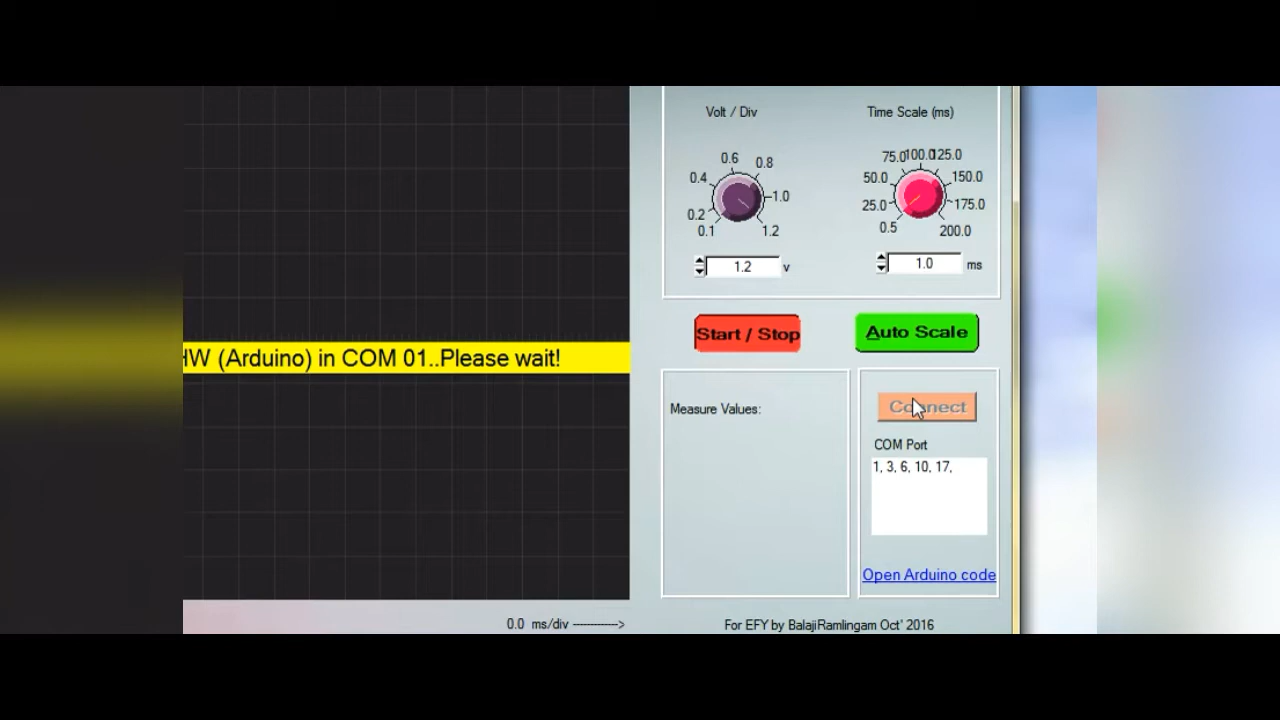 Volt / Div
Time Scale (ms)
0.6
0.8
0.4
1.0
0.2
0.1
1.2
75.0
100.0
125.0
50.0
150.0
25.0
175.0
0.5
200.0
1.2 v
1.0 ms
Start / Stop
Auto Scale
HW (Arduino) in COM 01..Please wait!
Measure Values:
Connect
COM Port
1, 3, 6, 10, 17,
Open Arduino code
0.0 ms/div ------------>
For EFY by BalajiRamlingam Oct' 2016